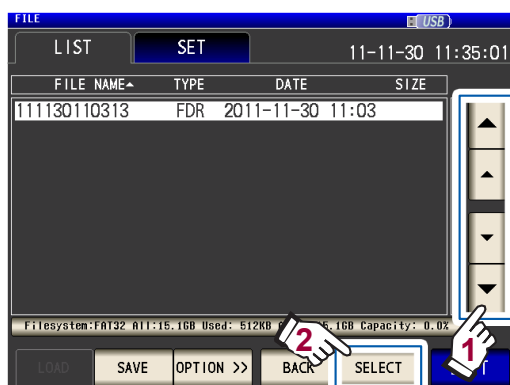 FILE USB
LIST SET 11-11-30 11:35:01
FILE NAME TYPE DATE SIZE
111130110313 FDR 2011-11-30 11:03
Filesystem:FAT32 All:15.1GB Used: 512KB Capacity: 0.0%
2
1
LOAD SAVE OPTION >> BACK SELECT